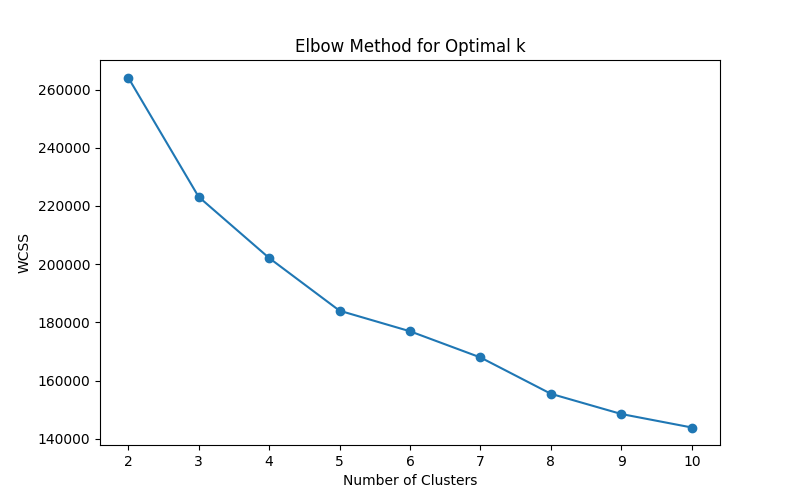 Elbow Method for Optimal k
260000
240000
220000
200000
180000
160000
140000
WCSS
2 3 4 5 6 7 8 9 10
Number of Clusters